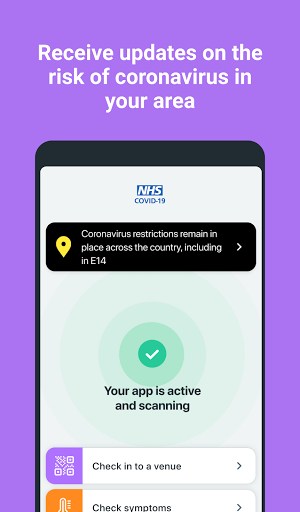 Receive updates on the
risk of coronavirus in
your area
NHS
COVID-19
Coronavirus restrictions remain in
place across the country, including
in E14
Your app is active
and scanning
Check in to a venue
Check symptoms